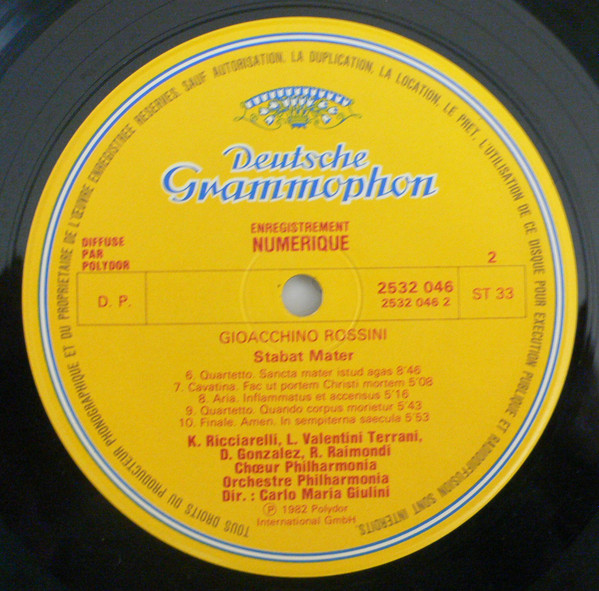 TOUS DROITS DU PRODUCTEUR PHONOGRAPHIQUE ET DU PROPRIETAIRE DE L'ŒUVRE ENREGISTREE RESERVES. SAUF AUTORISATION, LA DUPLICATION, LA LOCATION, LE PRET, L'UTILISATION DE CE DISQUE POUR EXECUTION PUBLIQUE ET RADIODIFFUSION SONT INTERDITS.
Deutsche
Grammophon
ENREGISTREMENT
NUMERIQUE
DIFFUSE
PAR
POLYDOR
2
D. P.
2532 046
2532 046 2
ST 33
GIOACCHINO ROSSINI
Stabat Mater
6. Quartetto. Sancta mater istud agas 8'46
7. Cavatina. Fac ut portem Christi mortem 5'08
8. Aria. Inflammatus et accensus 5'16
9. Quartetto. Quando corpus morietur 5'43
10. Finale. Amen. In sempiterna saecula 5'53
K. Ricciarelli, L. Valentini Terrani,
D. Gonzalez, R. Raimondi
Chœur Philharmonia
Orchestre Philharmonia
Dir. : Carlo Maria Giulini
Ⓟ 1982 Polydor
International GmbH